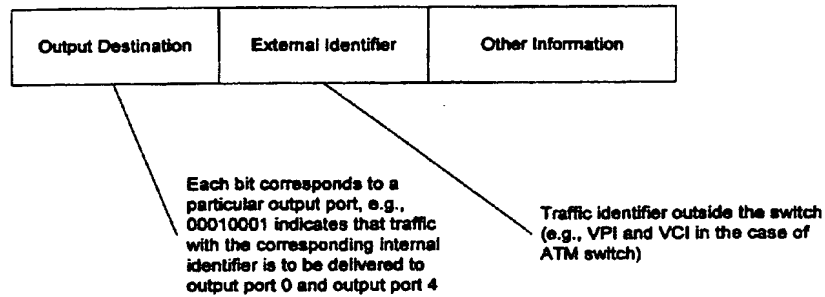 Output Destination
External Identifier
Other Information
Each bit corresponds to a
particular output port, e.g.,
00010001 indicates that traffic
with the corresponding internal
identifier is to be delivered to
output port 0 and output port 4
Traffic identifier outside the switch
(e.g., VPI and VCI in the case of
ATM switch)